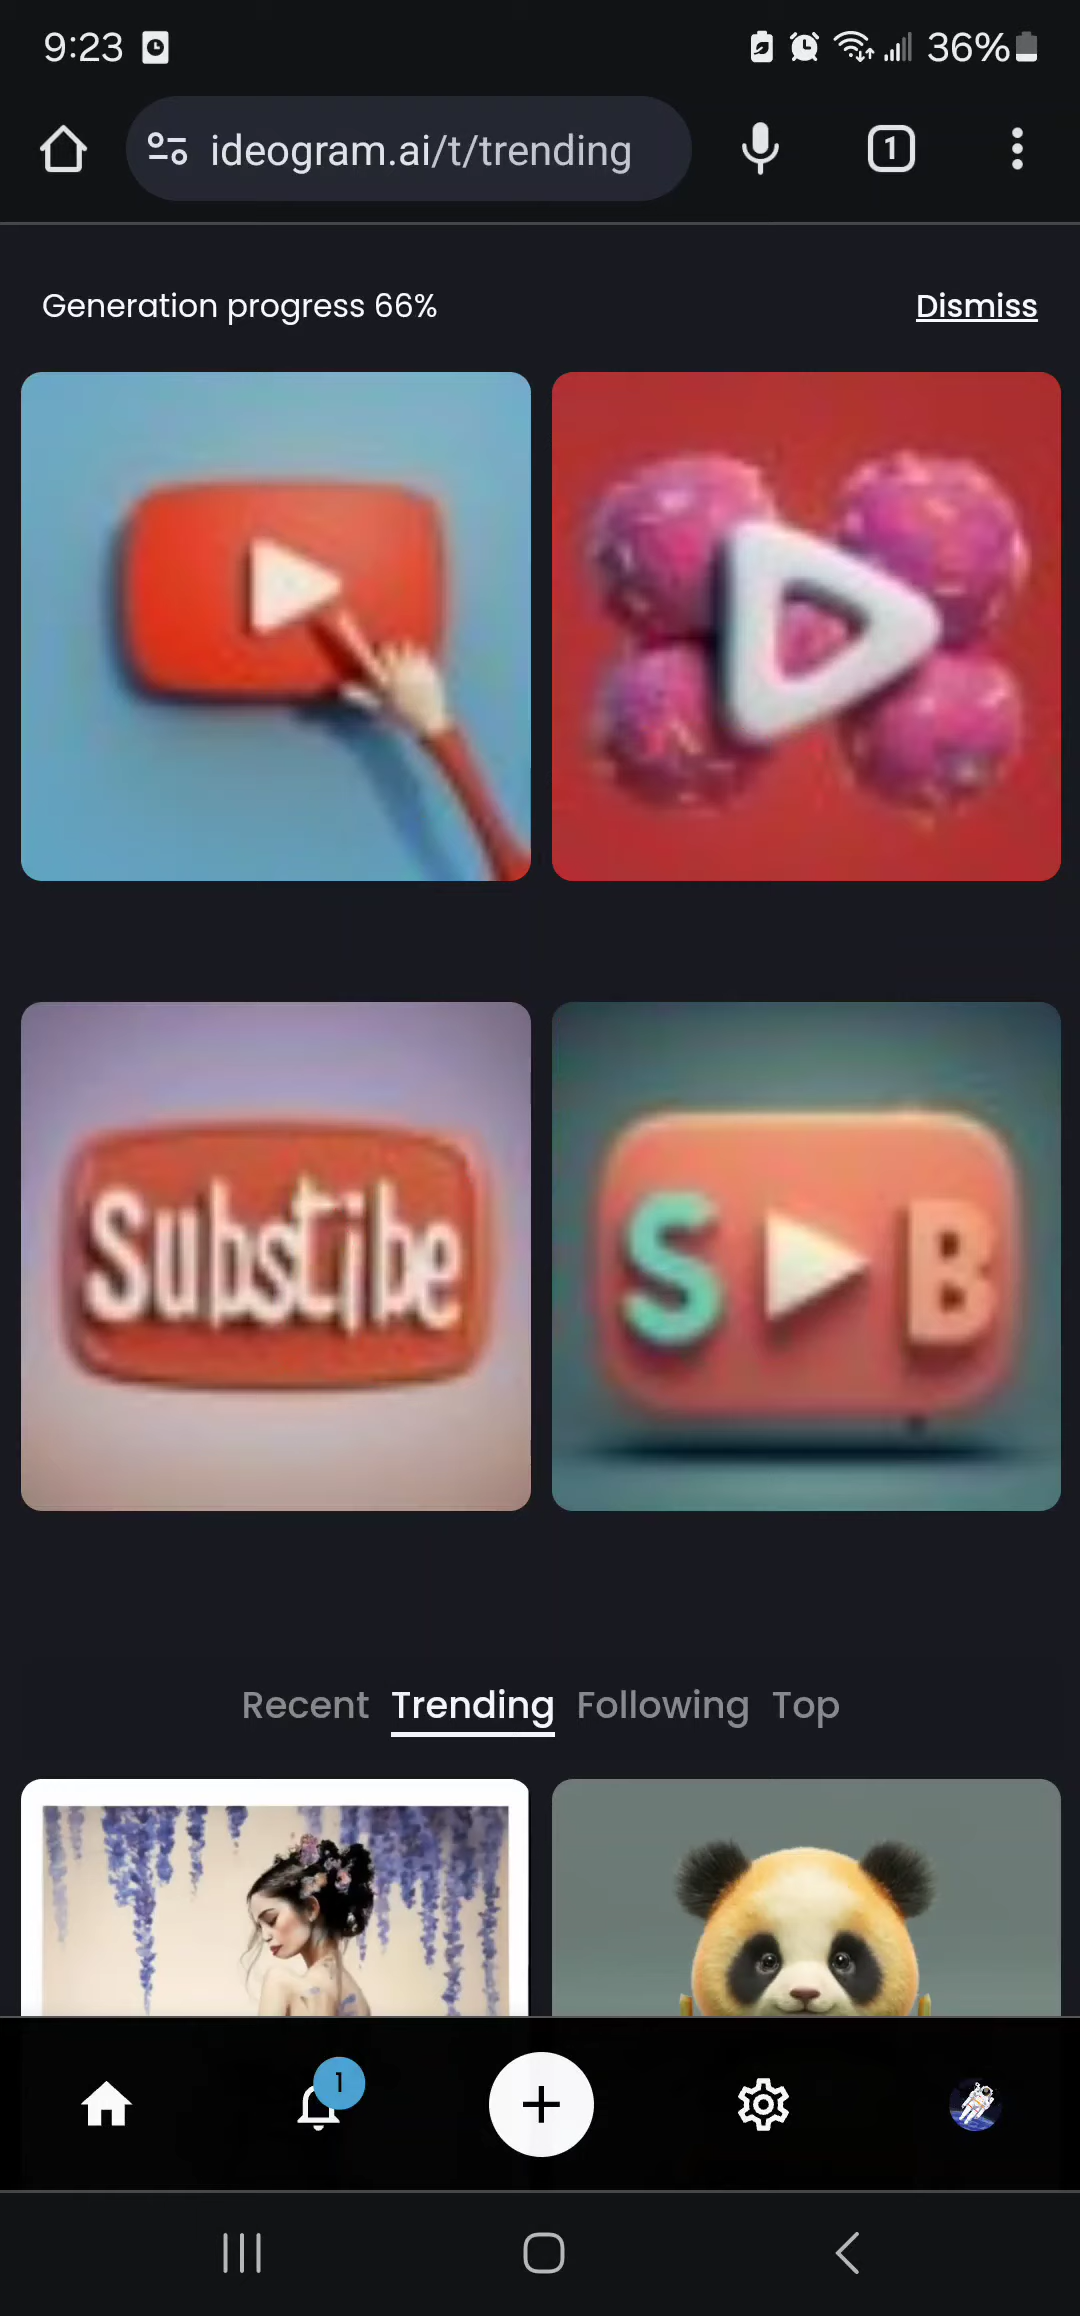 9:23
36%
ideogram.ai/t/trending
1
Generation progress 66%
Dismiss
Substibe
S B
Recent Trending Following Top
1